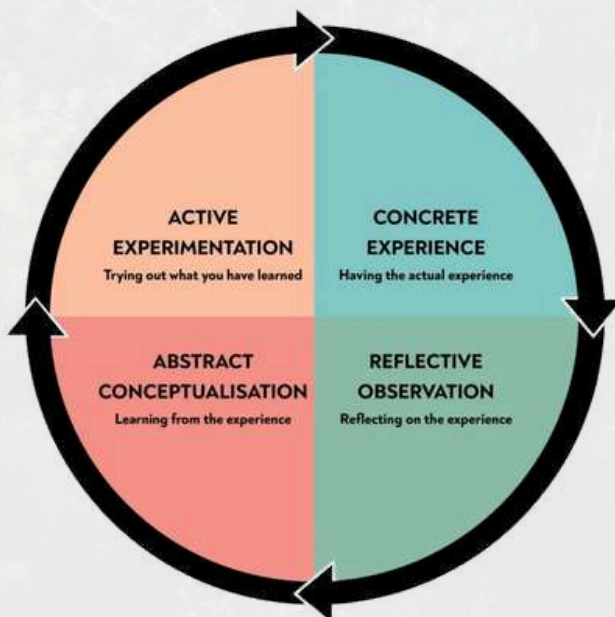 ACTIVE
EXPERIMENTATION
Trying out what you have learned
CONCRETE
EXPERIENCE
Having the actual experience
ABSTRACT
CONCEPTUALISATION
Learning from the experience
REFLECTIVE
OBSERVATION
Reflecting on the experience